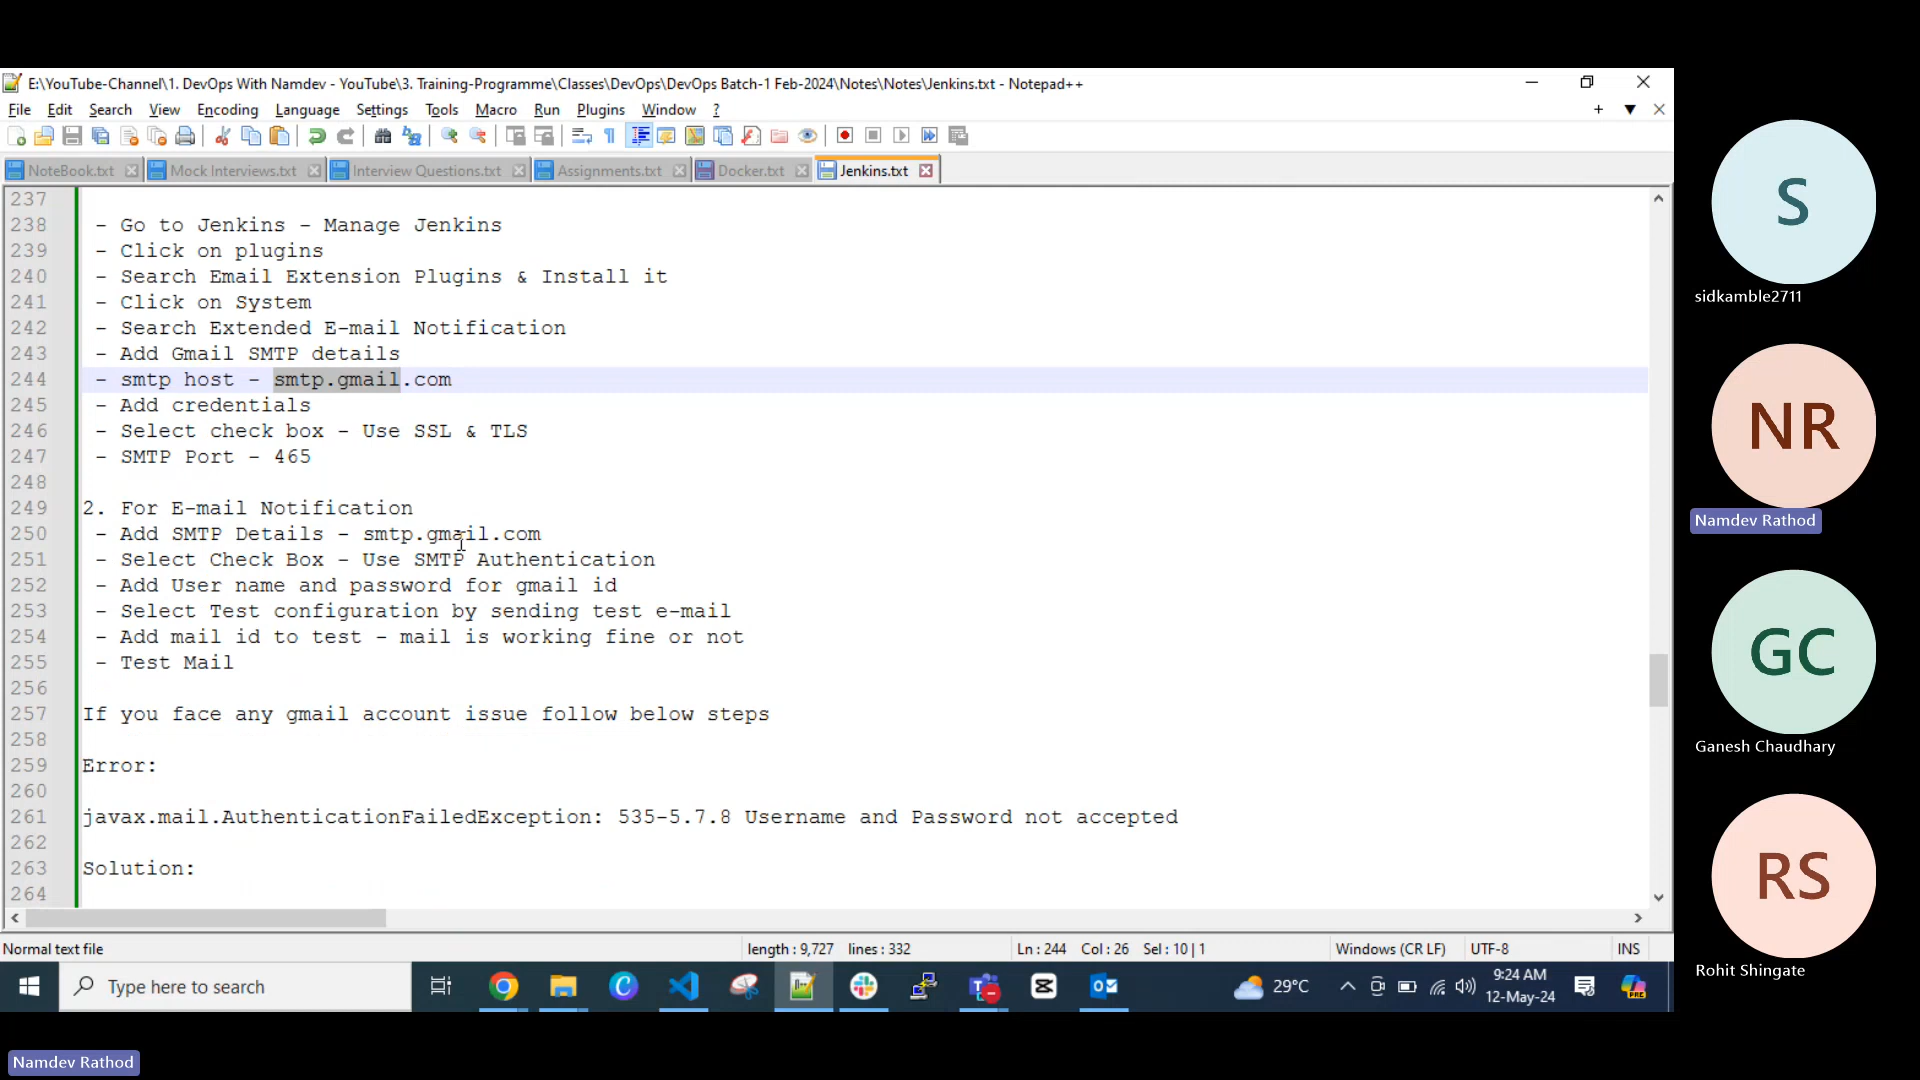 E:\YouTube-Channel\1. DevOps With Namdev - YouTube\3. Training-Programme\Classes\DevOps\DevOps Batch-1 Feb-2024\Notes\Notes\Jenkins.txt - Notepad++
File Edit Search View Encoding Language Settings Tools Macro Run Plugins Window ?
NoteBook.txt Mock Interviews.txt Interview Questions.txt Assignments.txt Docker.txt Jenkins.txt
237
238 - Go to Jenkins - Manage Jenkins
239 - Click on plugins
240 - Search Email Extension Plugins & Install it
241 - Click on System
242 - Search Extended E-mail Notification
243 - Add Gmail SMTP details
244 - smtp host - smtp.gmail.com
245 - Add credentials
246 - Select check box - Use SSL & TLS
247 - SMTP Port - 465
248
249 2. For E-mail Notification
250 - Add SMTP Details - smtp.gmail.com
251 - Select Check Box - Use SMTP Authentication
252 - Add User name and password for gmail id
253 - Select Test configuration by sending test e-mail
254 - Add mail id to test - mail is working fine or not
255 - Test Mail
256
257 If you face any gmail account issue follow below steps
258
259 Error:
260
261 javax.mail.AuthenticationFailedException: 535-5.7.8 Username and Password not accepted
262
263 Solution:
264
Normal text file length : 9,727 lines : 332 Ln : 244 Col : 26 Sel : 10 | 1 Windows (CR LF) UTF-8 INS
Type here to search
29°C
9:24 AM
12-May-24
S
sidkamble2711
NR
Namdev Rathod
GC
Ganesh Chaudhary
RS
Rohit Shingate
Namdev Rathod